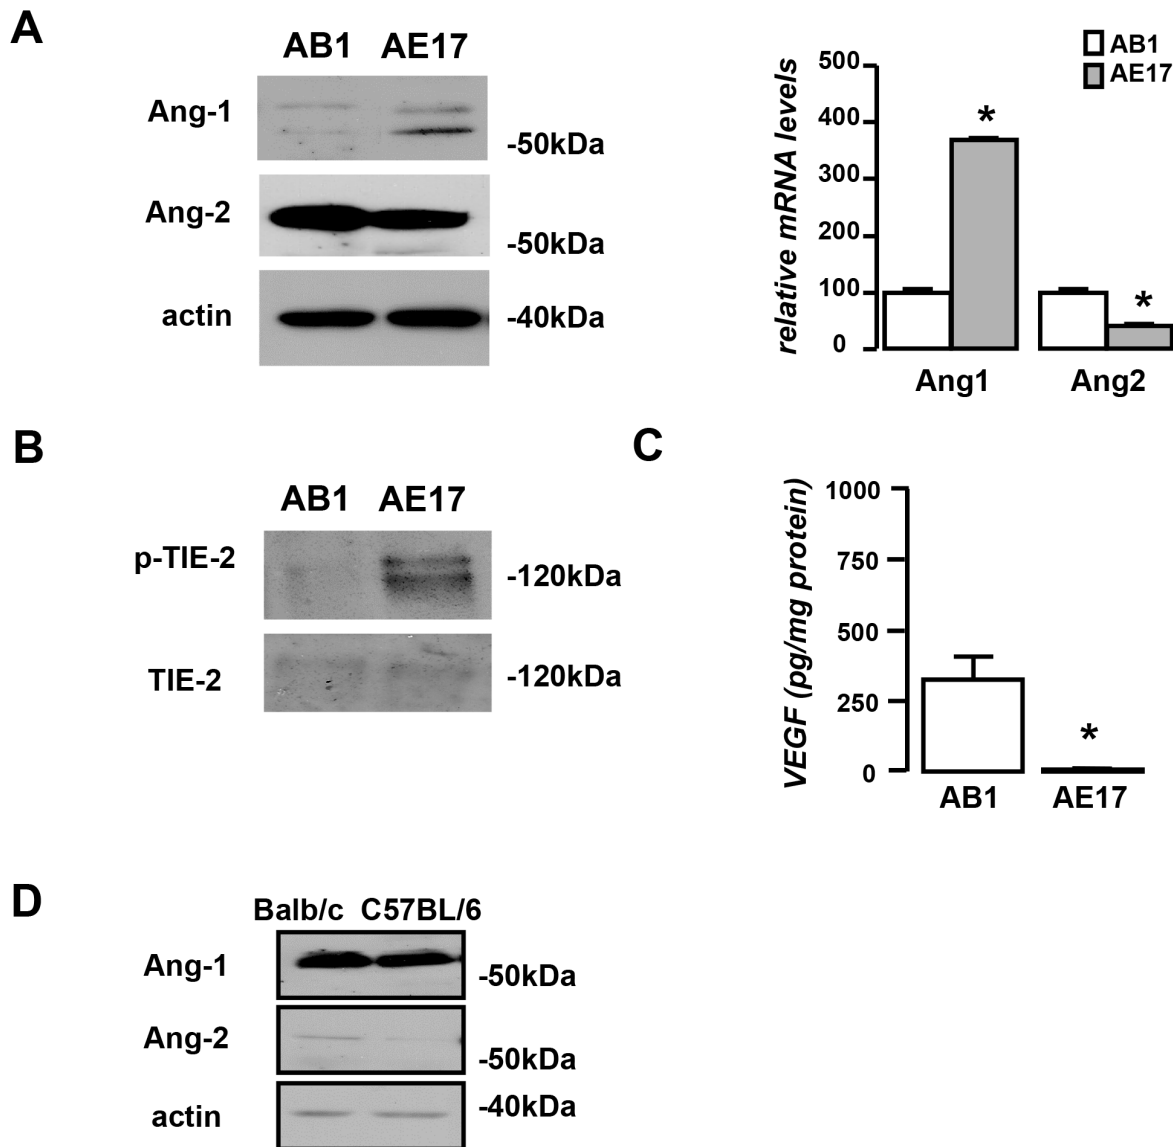 A
AB1 AE17
Ang-1
-50kDa
Ang-2
-50kDa
actin
-40kDa
AB1
AE17
relative mRNA levels
500
400
300
200
100
0
*
*
Ang1 Ang2
B
AB1 AE17
p-TIE-2
-120kDa
TIE-2
-120kDa
C
VEGF (pg/mg protein)
1000
750
500
250
0
*
AB1 AE17
D
Balb/c C57BL/6
Ang-1
-50kDa
Ang-2
-50kDa
actin
-40kDa